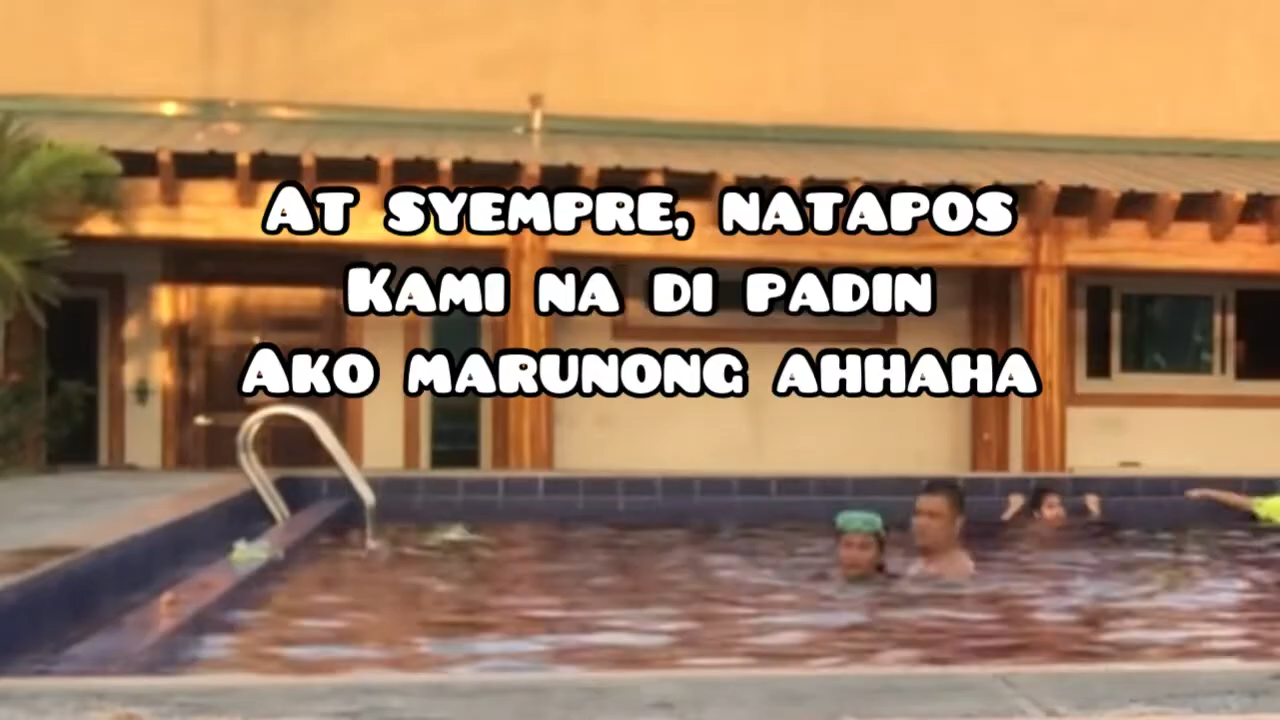 At syempre, natapos
Kami na di padin
Ako marunong ahhaha